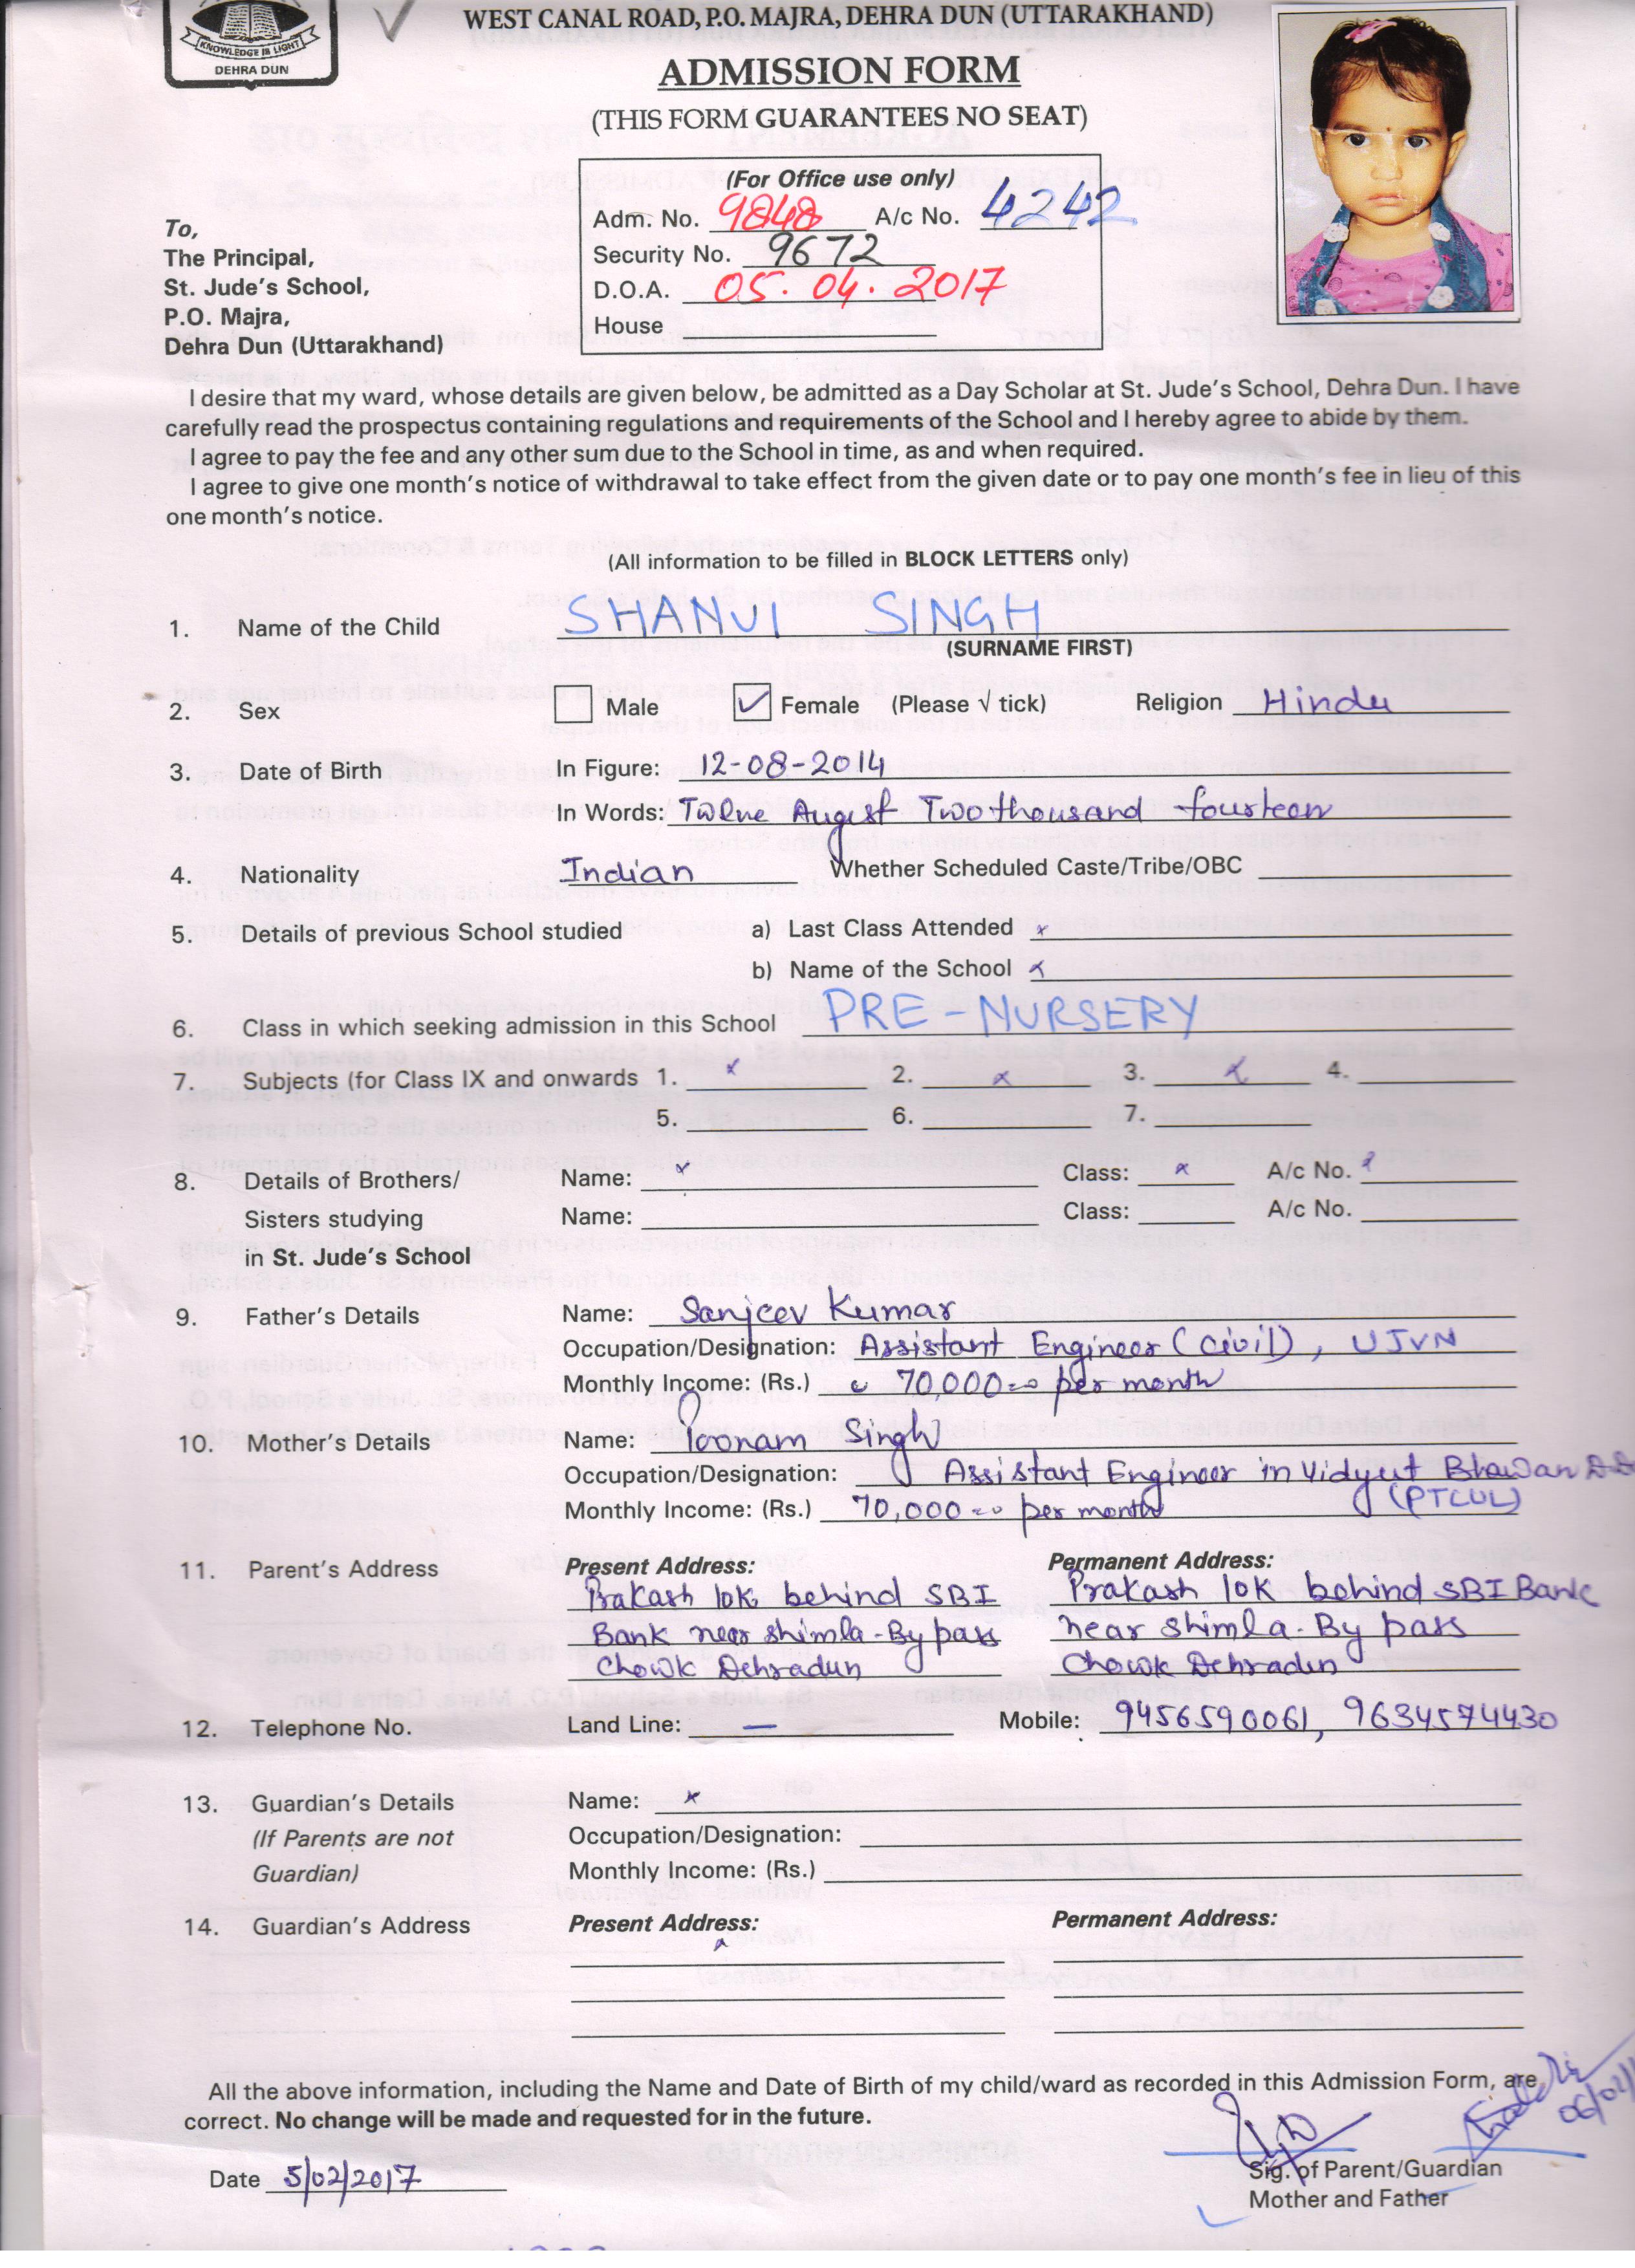 KNOWLEDGE IS LIGHT
DEHRA DUN
WEST CANAL ROAD, P.O. MAJRA, DEHRA DUN (UTTARAKHAND)
ADMISSION FORM
(THIS FORM GUARANTEES NO SEAT)
(For Office use only)
Adm. No. 9848 A/c No. 4242
Security No. 9672
D.O.A. 05.04.2017
House
To,
The Principal,
St. Jude's School,
P.O. Majra,
Dehra Dun (Uttarakhand)
I desire that my ward, whose details are given below, be admitted as a Day Scholar at St. Jude's School, Dehra Dun. I have
carefully read the prospectus containing regulations and requirements of the School and I hereby agree to abide by them.
I agree to pay the fee and any other sum due to the School in time, as and when required.
I agree to give one month's notice of withdrawal to take effect from the given date or to pay one month's fee in lieu of this
one month's notice.
(All information to be filled in BLOCK LETTERS only)
1. Name of the Child SHANVI SINGH
(SURNAME FIRST)
2. Sex Male Female (Please √ tick) Religion Hindu
3. Date of Birth In Figure: 12-08-2014
In Words: Twelve August Two thousand fourteen
4. Nationality Indian Whether Scheduled Caste/Tribe/OBC
5. Details of previous School studied a) Last Class Attended x
b) Name of the School x
6. Class in which seeking admission in this School PRE-NURSERY
7. Subjects (for Class IX and onwards 1. x 2. x 3. x 4.
5. 6. 7.
8. Details of Brothers/ Name: x Class: x A/c No.
Sisters studying Name: Class: A/c No.
in St. Jude's School
9. Father's Details Name: Sanjeev Kumar
Occupation/Designation: Assistant Engineer (Civil), UJVN
Monthly Income: (Rs.) 70,000=00 per month
10. Mother's Details Name: Poonam Singh
Occupation/Designation: Assistant Engineer in Vidyut Bhawan
Monthly Income: (Rs.) 70,000=00 per month (PTCUL)
11. Parent's Address Present Address: Permanent Address:
Prakash lok behind SBI Prakash lok behind SBI Bank
Bank near shimla-By pass near shimla-By pass
Chowk Dehradun Chowk Dehradun
12. Telephone No. Land Line: — Mobile: 9456590061, 9634574430
13. Guardian's Details Name: x
(If Parents are not Occupation/Designation:
Guardian) Monthly Income: (Rs.)
14. Guardian's Address Present Address: Permanent Address:
x
All the above information, including the Name and Date of Birth of my child/ward as recorded in this Admission Form, are
correct. No change will be made and requested for in the future.
Date 5/02/2017
Sig. of Parent/Guardian
Mother and Father